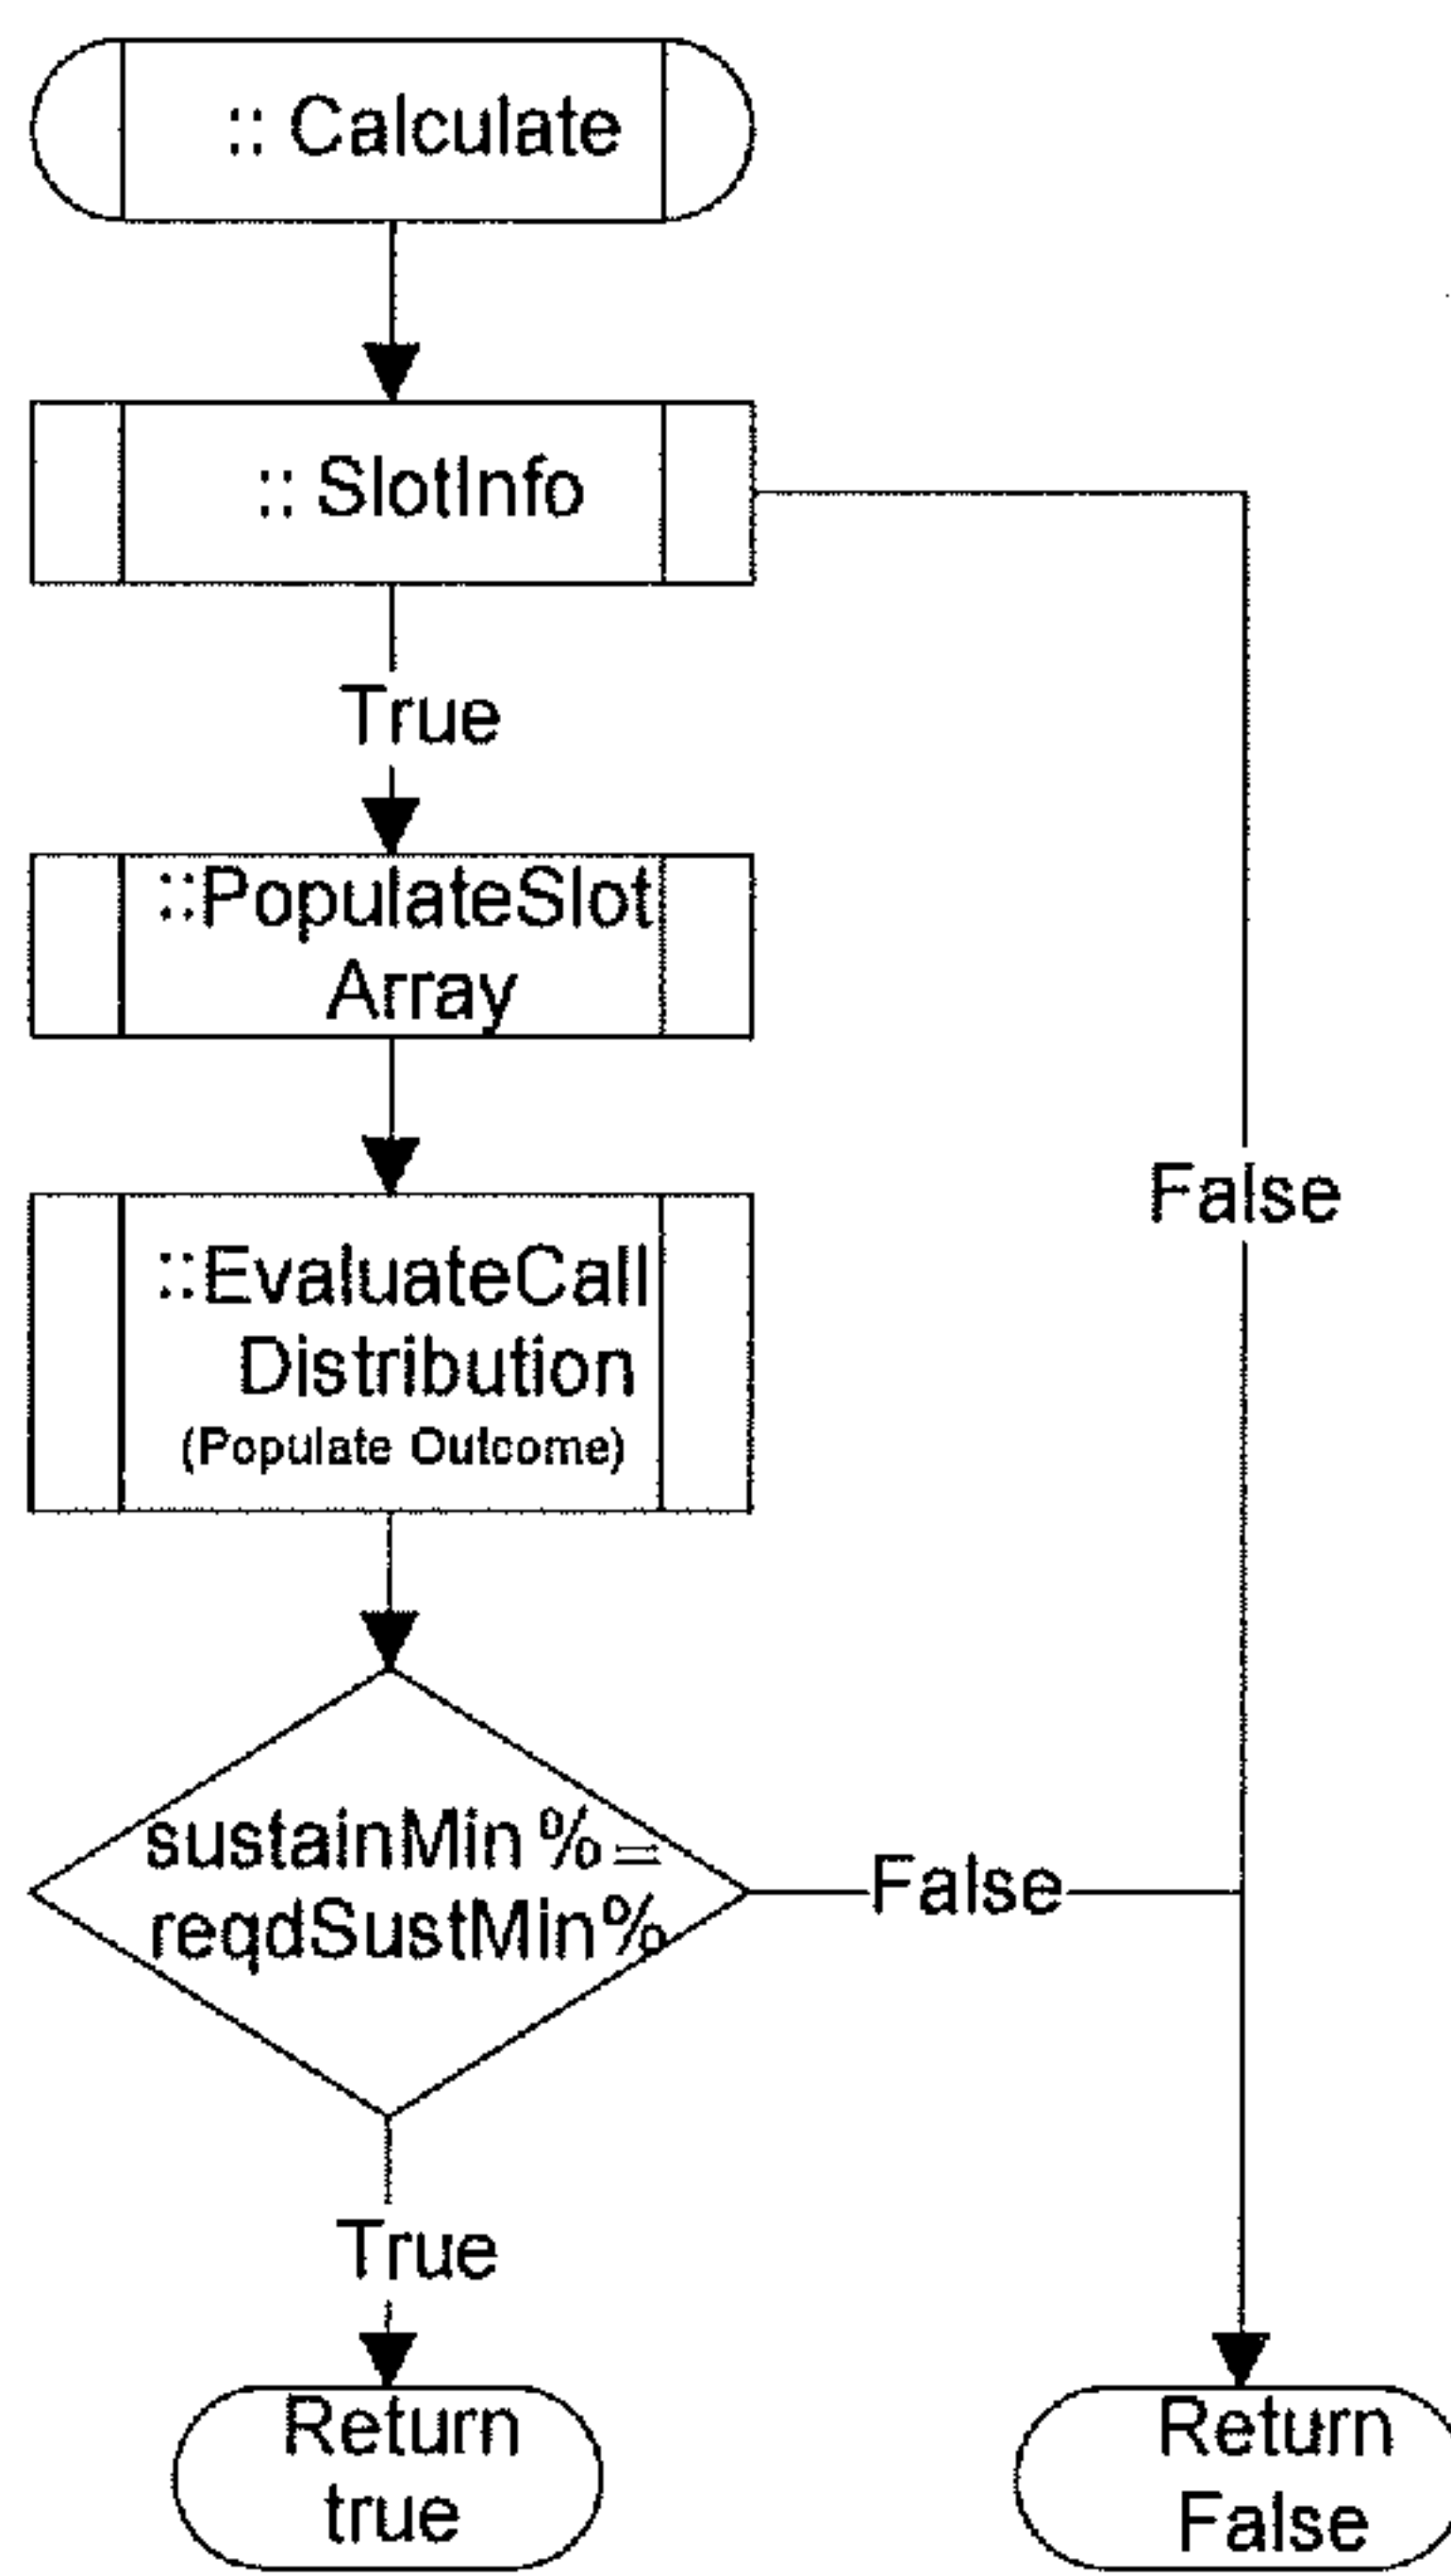 :: Calculate
:: SlotInfo
True
::PopulateSlot
Array
::EvaluateCall
Distribution
(Populate Outcome)
False
sustainMin%=
reqdSustMin%
False
True
Return
true
Return
False